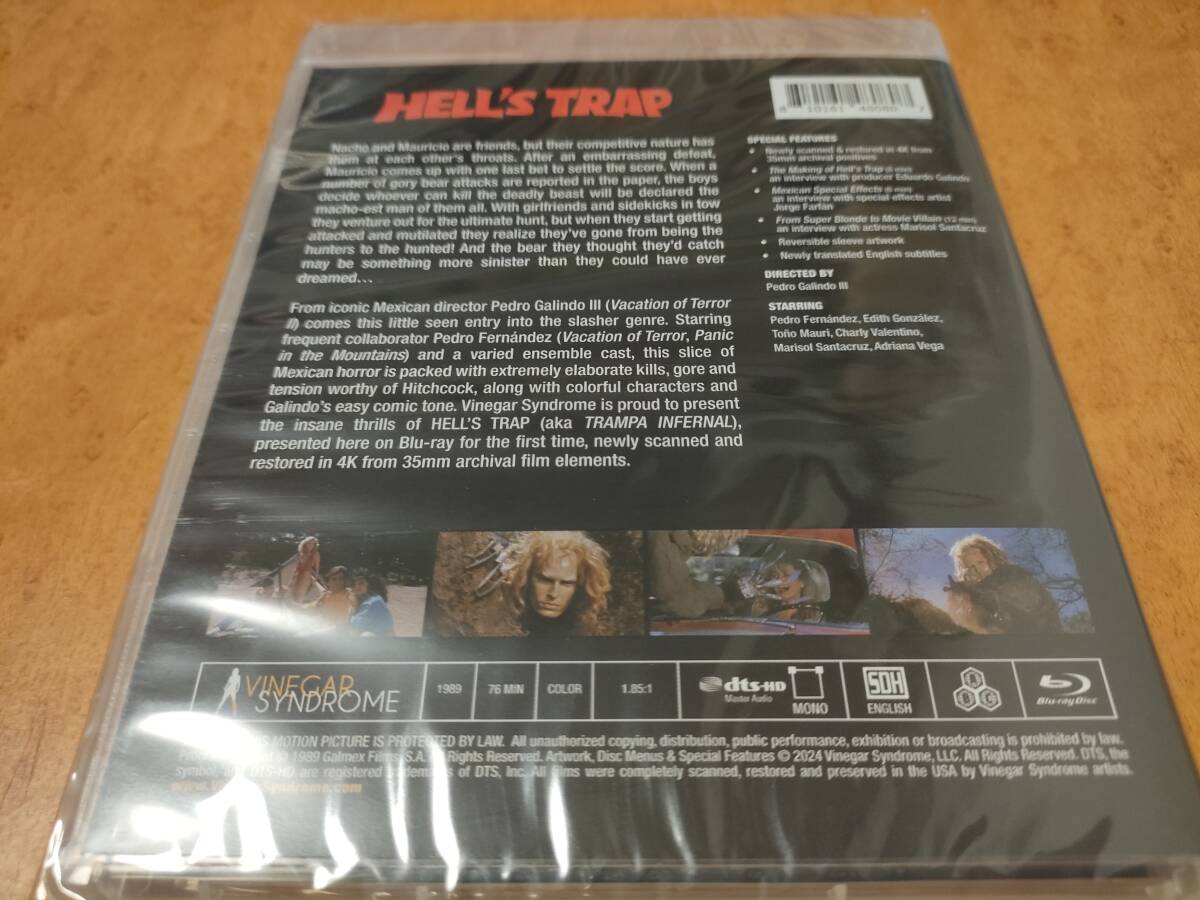 HELL'S TRAP
Nacho and Mauricio are friends, but their competitive nature has
them at each other's throats. After an embarrassing defeat,
Mauricio comes up with one last bet to settle the score. When a
number of gory bear attacks are reported in the paper, the boys
decide whoever can kill the deadly beast will be declared the
macho-est man of them all. With girlfriends and sidekicks in tow
they venture out for the ultimate hunt, but when they start getting
attacked and mutilated they realize they've gone from being the
hunters to the hunted! And the bear they thought they'd catch
may be something more sinister than they could have ever
dreamed...
From iconic Mexican director Pedro Galindo III (Vacation of Terror
II) comes this little seen entry into the slasher genre. Starring
frequent collaborator Pedro Fernández (Vacation of Terror, Panic
in the Mountains) and a varied ensemble cast, this slice of
Mexican horror is packed with extremely elaborate kills, gore and
tension worthy of Hitchcock, along with colorful characters and
Galindo's easy comic tone. Vinegar Syndrome is proud to present
the insane thrills of HELL'S TRAP (aka TRAMPA INFERNAL),
presented here on Blu-ray for the first time, newly scanned and
restored in 4K from 35mm archival film elements.
8 10161 48080 7
SPECIAL FEATURES
• Newly scanned & restored in 4K from
35mm archival positives
• The Making of Hell's Trap
an interview with producer Eduardo Galindo
• Mexican Special Effects
an interview with special effects artist
Jorge Farfán
• From Super Blonde to Movie Villain (12 min)
an interview with actress Marisol Santacruz
• Reversible sleeve artwork
• Newly translated English subtitles
DIRECTED BY
Pedro Galindo III
STARRING
Pedro Fernández, Edith González,
Toño Mauri, Charly Valentino,
Marisol Santacruz, Adriana Vega
VINEGAR
SYNDROME
1989
76 MIN
COLOR
1.85:1
dts-HD
Master Audio
MONO
SDH
ENGLISH
A
B
C
Blu-ray Disc
THIS MOTION PICTURE IS PROTECTED BY LAW. All unauthorized copying, distribution, public performance, exhibition or broadcasting is prohibited by law.
1989 Galmex Films, S.A. All Rights Reserved. Artwork, Disc Menus & Special Features © 2024 Vinegar Syndrome, LLC. All Rights Reserved. DTS, the
symbol, DTS-HD are registered trademarks of DTS, Inc. All films were completely scanned, restored and preserved in the USA by Vinegar Syndrome artists.
www.VinegarSyndrome.com